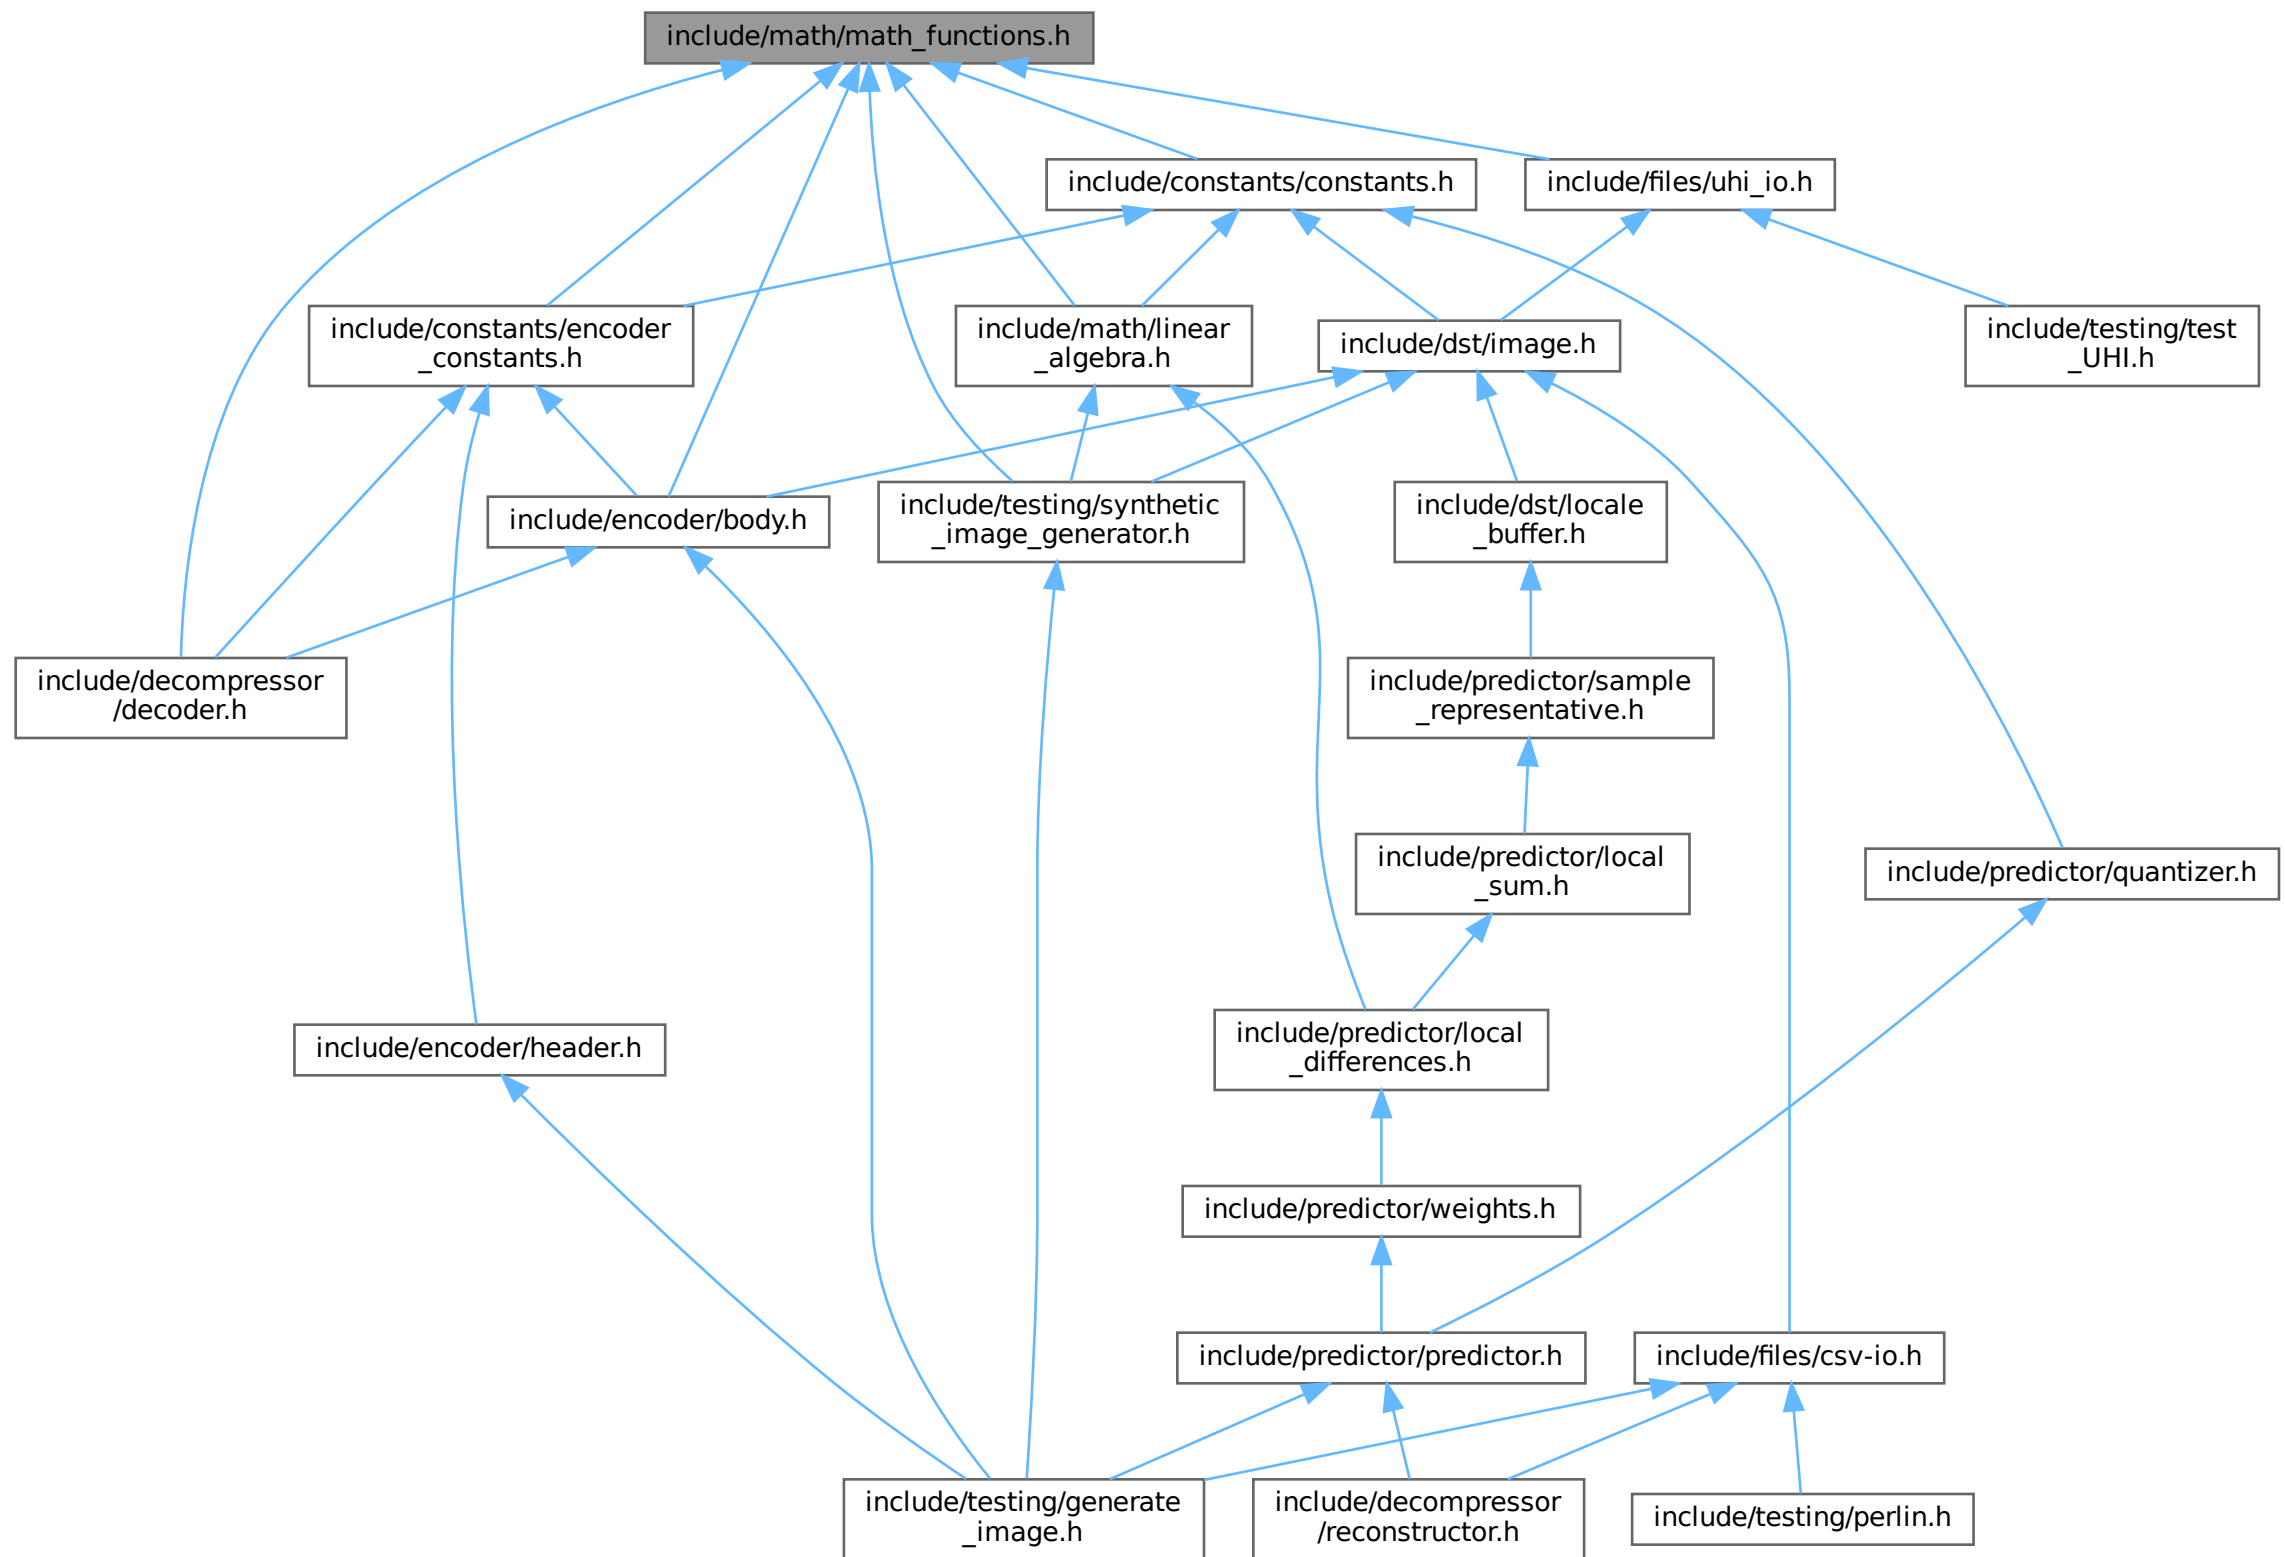 include/math/math_functions.h
include/constants/constants.h
include/files/uhi_io.h
include/constants/encoder
_constants.h
include/math/linear
_algebra.h
include/dst/image.h
include/testing/test
_UHI.h
include/encoder/body.h
include/testing/synthetic
_image_generator.h
include/dst/locale
_buffer.h
include/decompressor
/decoder.h
include/predictor/sample
_representative.h
include/predictor/local
_sum.h
include/predictor/quantizer.h
include/encoder/header.h
include/predictor/local
_differences.h
include/predictor/weights.h
include/predictor/predictor.h
include/files/csv-io.h
include/testing/generate
_image.h
include/decompressor
/reconstructor.h
include/testing/perlin.h